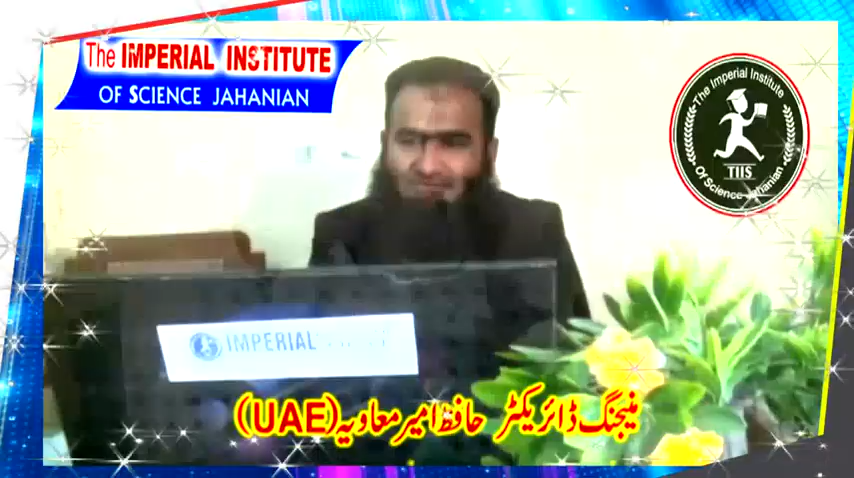 The IMPERIAL INSTITUTE
OF SCIENCE JAHANIAN
The Imperial Institute
TIIS
Of Science Jahanian
IMPERIAL
منیجنگ ڈائریکٹر حافظ امیر معاویہ (UAE)